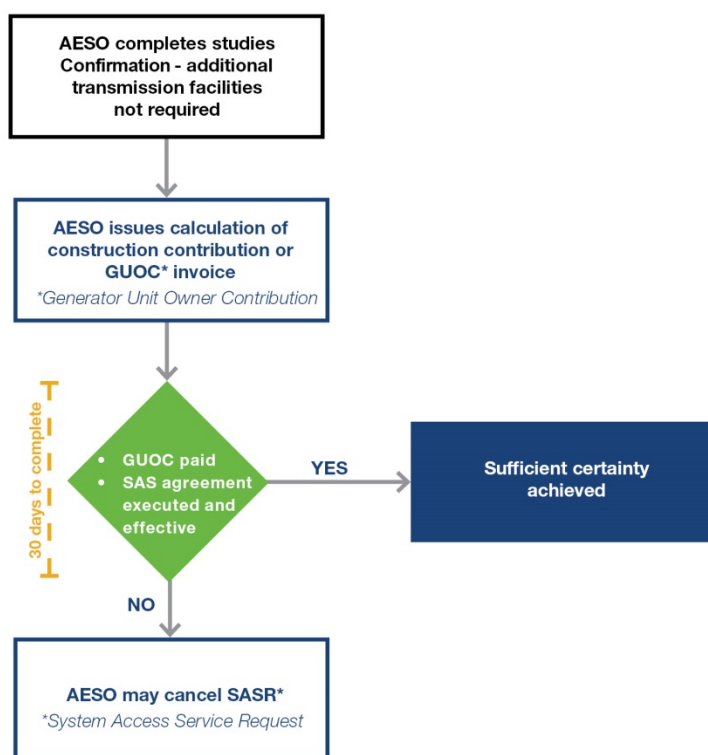 AESO completes studies
Confirmation - additional
transmission facilities
not required
AESO issues calculation of
construction contribution or
GUOC* invoice
*Generator Unit Owner Contribution
30 days to complete
• GUOC paid
• SAS agreement
executed and
effective
YES
Sufficient certainty
achieved
NO
AESO may cancel SASR*
*System Access Service Request